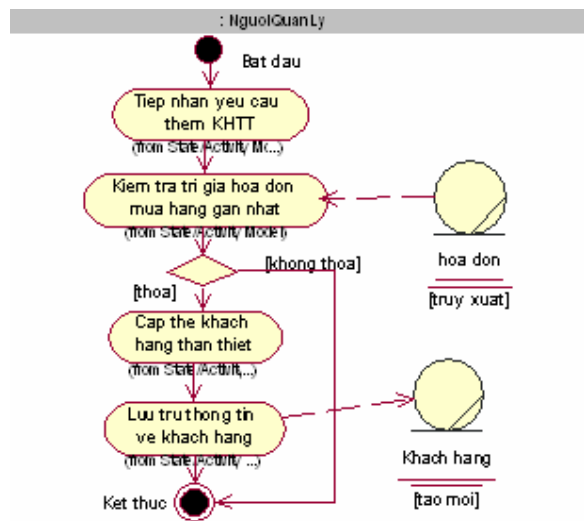 : NguoiQuanLy
Bat dau
Tiep nhan yeu cau
them KHTT
(from State/Activity Mo...)
Kiem tra tri gia hoa don
mua hang gan nhat
(from State/Activity Model)
hoa don
[truy xuat]
[khong thoa]
[thoa]
Cap the khach
hang than thiet
(from State/Activity...)
Luu tru thong tin
ve khach hang
(from State/Activity ...)
Khach hang
[tao moi]
Ket thuc